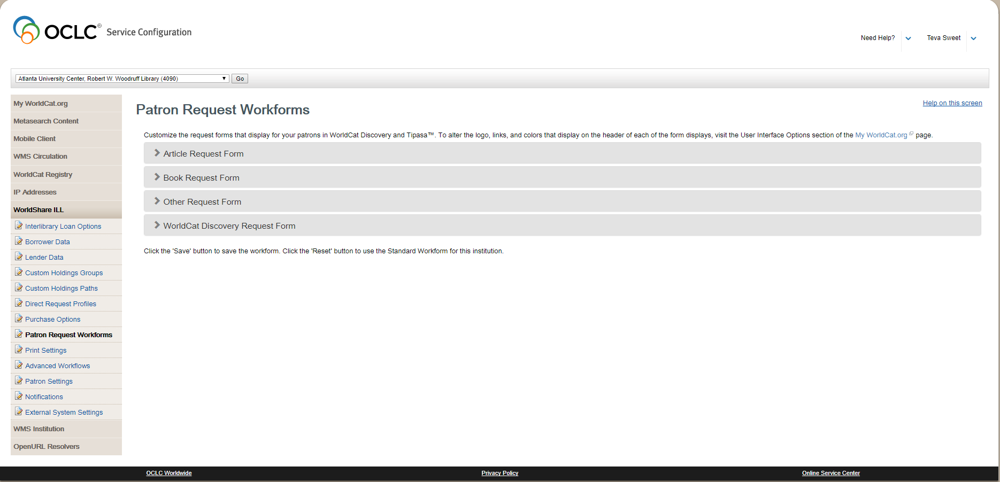 OCLC® Service Configuration
Need Help?
Teva Sweet
Atlanta University Center, Robert W. Woodruff Library (4090)
Go
My WorldCat.org
Metasearch Content
Mobile Client
WMS Circulation
WorldCat Registry
IP Addresses
WorldShare ILL
Interlibrary Loan Options
Borrower Data
Lender Data
Custom Holdings Groups
Custom Holdings Paths
Direct Request Profiles
Purchase Options
Patron Request Workforms
Print Settings
Advanced Workflows
Patron Settings
Notifications
External System Settings
WMS Institution
OpenURL Resolvers
Patron Request Workforms
Help on this screen
Customize the request forms that display for your patrons in WorldCat Discovery and Tipasa™. To alter the logo, links, and colors that display on the header of each of the form displays, visit the User Interface Options section of the My WorldCat.org page.
Article Request Form
Book Request Form
Other Request Form
WorldCat Discovery Request Form
Click the 'Save' button to save the workform. Click the 'Reset' button to use the Standard Workform for this institution.
OCLC Worldwide
Privacy Policy
Online Service Center